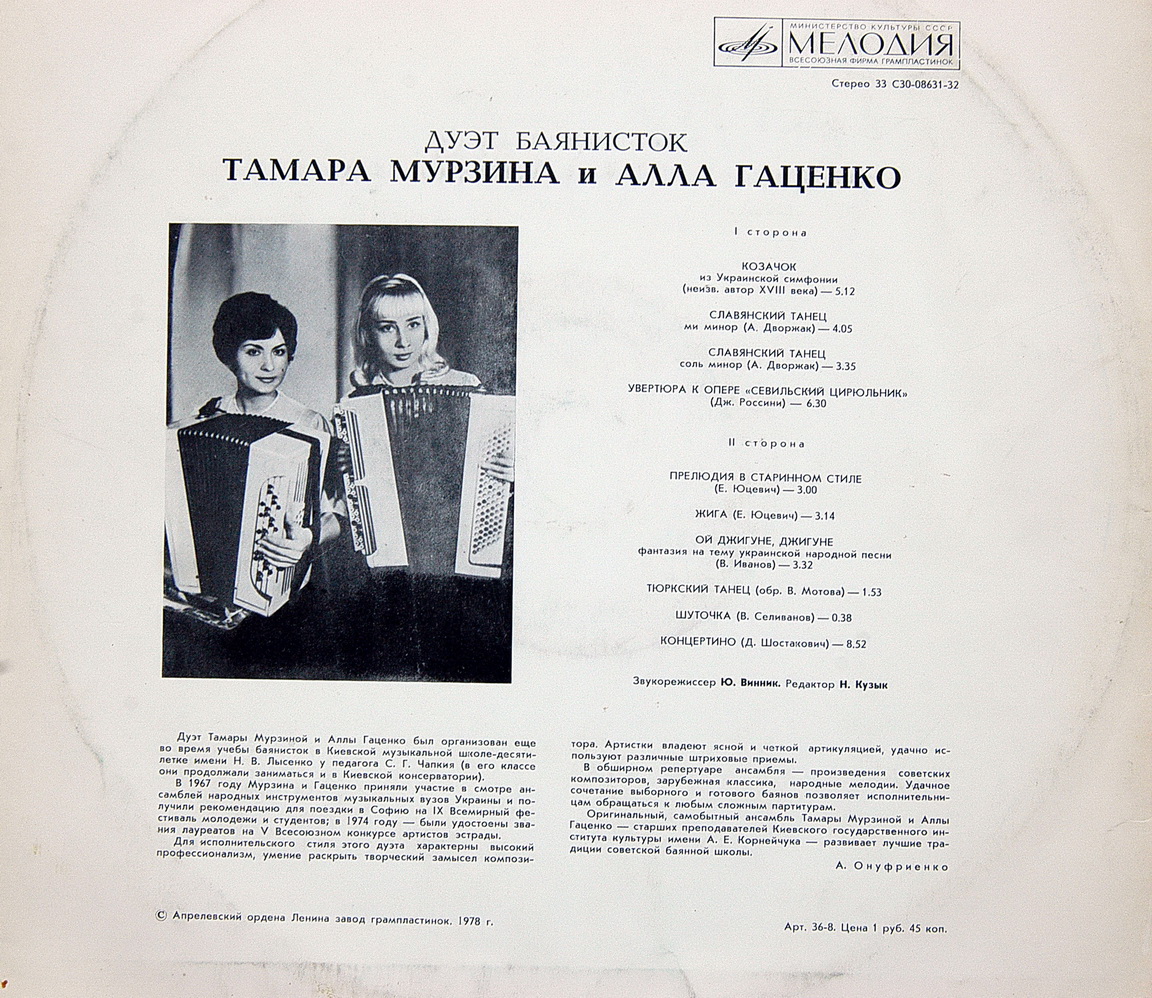 МИНИСТЕРСТВО КУЛЬТУРЫ СССР
МЕЛОДИЯ
ВСЕСОЮЗНАЯ ФИРМА ГРАМПЛАСТИНОК
Стерео 33 С30-08631-32
ДУЭТ БАЯНИСТОК
ТАМАРА МУРЗИНА и АЛЛА ГАЦЕНКО
I сторона
КОЗАЧОК
из Украинской симфонии
(неизв. автор XVIII века) — 5.12
СЛАВЯНСКИЙ ТАНЕЦ
ми минор (А. Дворжак) — 4.05
СЛАВЯНСКИЙ ТАНЕЦ
соль минор (А. Дворжак) — 3.35
УВЕРТЮРА К ОПЕРЕ «СЕВИЛЬСКИЙ ЦИРЮЛЬНИК»
(Дж. Россини) — 6.30
II сторона
ПРЕЛЮДИЯ В СТАРИННОМ СТИЛЕ
(Е. Юцевич) — 3.00
ЖИГА (Е. Юцевич) — 3.14
ОЙ ДЖИГУНЕ, ДЖИГУНЕ
фантазия на тему украинской народной песни
(В. Иванов) — 3.32
ТЮРКСКИЙ ТАНЕЦ (обр. В. Мотова) — 1.53
ШУТОЧКА (В. Селиванов) — 0.38
КОНЦЕРТИНО (Д. Шостакович) — 8.52
Звукорежиссер Ю. Винник. Редактор Н. Кузык
Дуэт Тамары Мурзиной и Аллы Гаценко был организован еще
во время учебы баянисток в Киевской музыкальной школе-десяти-
летке имени Н. В. Лысенко у педагога С. Г. Чапкия (в его классе
они продолжали заниматься и в Киевской консерватории).
В 1967 году Мурзина и Гаценко приняли участие в смотре ан-
самблей народных инструментов музыкальных вузов Украины и по-
лучили рекомендацию для поездки в Софию на IX Всемирный фе-
стиваль молодежи и студентов; в 1974 году — были удостоены зва-
ния лауреатов на V Всесоюзном конкурсе артистов эстрады.
Для исполнительского стиля этого дуэта характерны высокий
профессионализм, умение раскрыть творческий замысел компози-
тора. Артистки владеют ясной и четкой артикуляцией, удачно ис-
пользуют различные штриховые приемы.
В обширном репертуаре ансамбля — произведения советских
композиторов, зарубежная классика, народные мелодии. Удачное
сочетание выборного и готового баянов позволяет исполнительни-
цам обращаться к любым сложным партитурам.
Оригинальный, самобытный ансамбль Тамары Мурзиной и Аллы
Гаценко — старших преподавателей Киевского государственного ин-
ститута культуры имени А. Е. Корнейчука — развивает лучшие тра-
диции советской баянной школы.
А. Онуфриенко
© Апрелевский ордена Ленина завод грампластинок. 1978 г.
Арт. 36-8. Цена 1 руб. 45 коп.